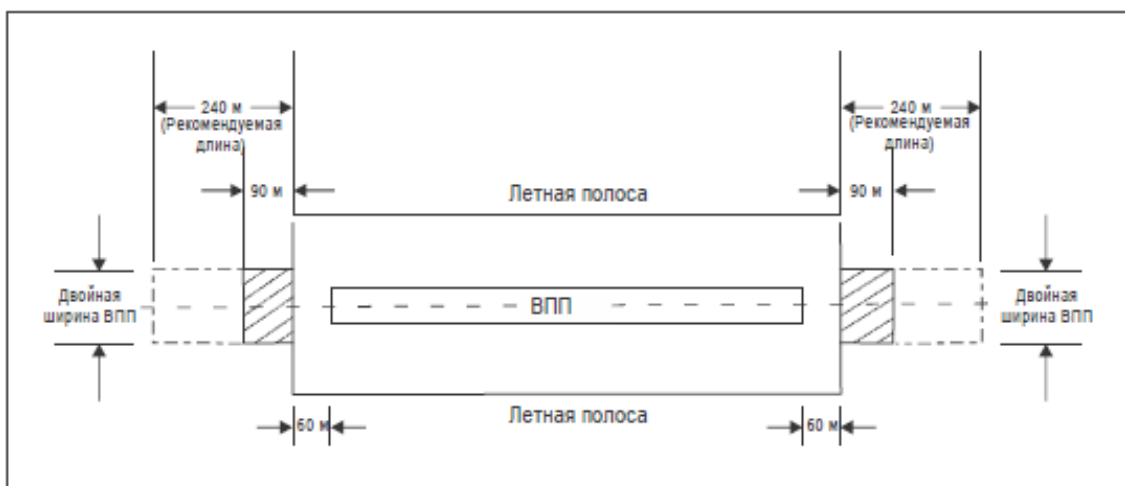 240 м
(Рекомендуемая
длина)
240 м
(Рекомендуемая
длина)
90 м
Летная полоса
90 м
Двойная
ширина ВПП
ВПП
Двойная
ширина ВПП
60 м
Летная полоса
60 м